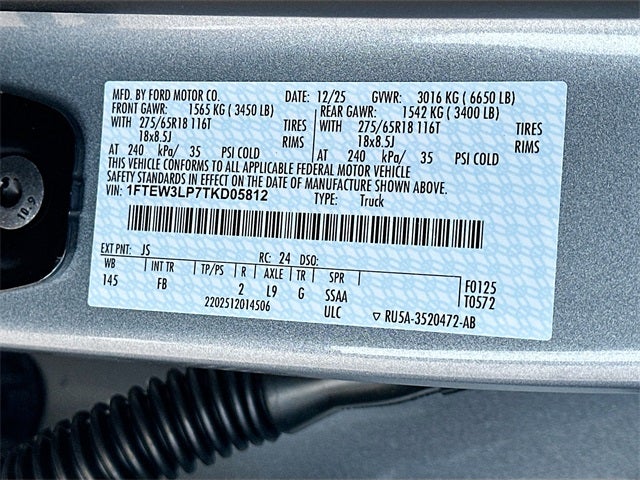 MFD. BY FORD MOTOR CO. DATE: 12/25 GVWR: 3016 KG ( 6650 LB)
FRONT GAWR: 1565 KG ( 3450 LB) REAR GAWR: 1542 KG ( 3400 LB)
WITH 275/65R18 116T TIRES WITH 275/65R18 116T TIRES
18x8.5J RIMS 18x8.5J RIMS
AT 240 kPa/ 35 PSI COLD AT 240 kPa/ 35 PSI COLD
THIS VEHICLE CONFORMS TO ALL APPLICABLE FEDERAL MOTOR VEHICLE
SAFETY STANDARDS IN EFFECT ON THE DATE OF MANUFACTURE SHOWN ABOVE.
VIN: 1FTEW3LP7TKD05812 TYPE: Truck
EXT PNT: JS RC: 24 DSO:
WB INT TR TP/PS R AXLE TR SPR F0125
145 FB 2 L9 G SSAA T0572
2202512014506 ULC ▽ RU5A-3520472-AB
10.9